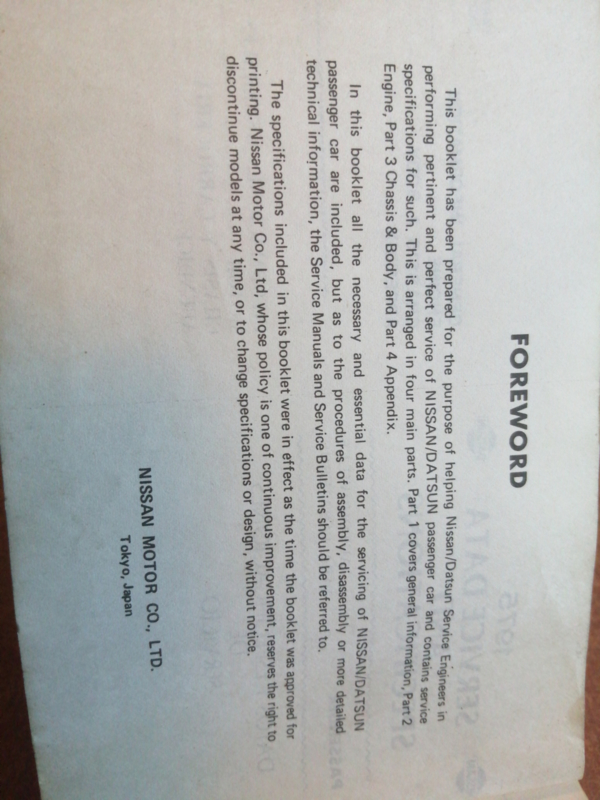 FOREWORD
This booklet has been prepared for the purpose of helping Nissan/Datsun Service Engineers in
performing pertinent and perfect service of NISSAN/DATSUN passenger car and contains service
specifications for such. This is arranged in four main parts. Part 1 covers general information, Part 2
Engine, Part 3 Chassis & Body, and Part 4 Appendix.
In this booklet all the necessary and essential data for the servicing of NISSAN/DATSUN
passenger car are included, but as to the procedures of assembly, disassembly or more detailed
technical information, the Service Manuals and Service Bulletins should be referred to.
The specifications included in this booklet were in effect as the time the booklet was approved for
printing. Nissan Motor Co., Ltd, whose policy is one of continuous improvement, reserves the right to
discontinue models at any time, or to change specifications or design, without notice.
NISSAN MOTOR CO., LTD.
Tokyo, Japan